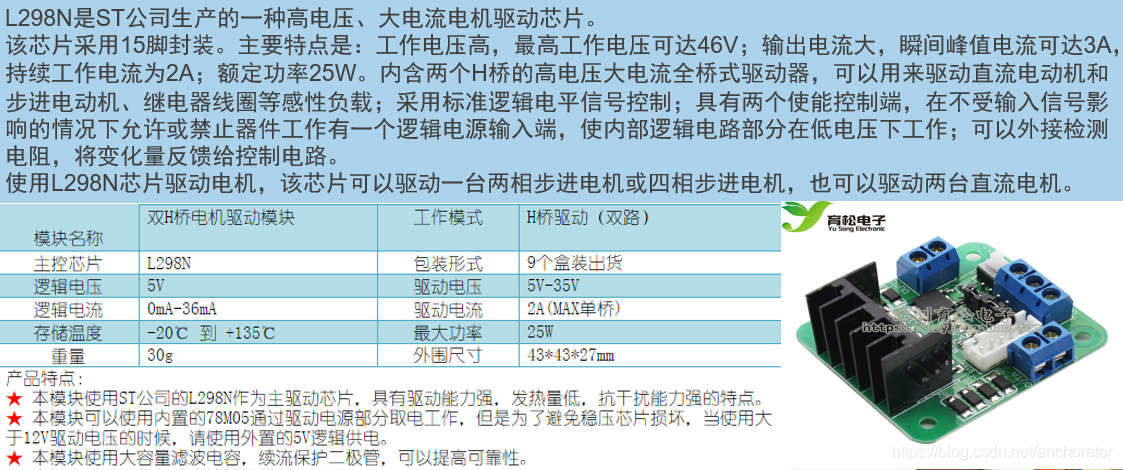 L298N是ST公司生产的一种高电压、大电流电机驱动芯片。
该芯片采用15脚封装。主要特点是：工作电压高，最高工作电压可达46V；输出电流大，瞬间峰值电流可达3A，
持续工作电流为2A；额定功率25W。内含两个H桥的高电压大电流全桥式驱动器，可以用来驱动直流电动机和
步进电动机、继电器线圈等感性负载；采用标准逻辑电平信号控制；具有两个使能控制端，在不受输入信号影
响的情况下允许或禁止器件工作有一个逻辑电源输入端，使内部逻辑电路部分在低电压下工作；可以外接检测
电阻，将变化量反馈给控制电路。
使用L298N芯片驱动电机，该芯片可以驱动一台两相步进电机或四相步进电机，也可以驱动两台直流电机。
模块名称 双H桥电机驱动模块 工作模式 H桥驱动（双路）
主控芯片 L298N 包装形式 9个盒装出货
逻辑电压 5V 驱动电压 5V-35V
逻辑电流 0mA-36mA 驱动电流 2A(MAX单桥)
存储温度 -20℃ 到 +135℃ 最大功率 25W
重量 30g 外围尺寸 43*43*27mm
育松电子
Yu Song Electronic
产品特点：
★ 本模块使用ST公司的L298N作为主驱动芯片，具有驱动能力强，发热量低，抗干扰能力强的特点。
★ 本模块可以使用内置的78M05通过驱动电源部分取电工作，但是为了避免稳压芯片损坏，当使用大
于12V驱动电压的时候，请使用外置的5V逻辑供电。
★ 本模块使用大容量滤波电容，续流保护二极管，可以提高可靠性。
https://blog.csdn.net/anchoretor